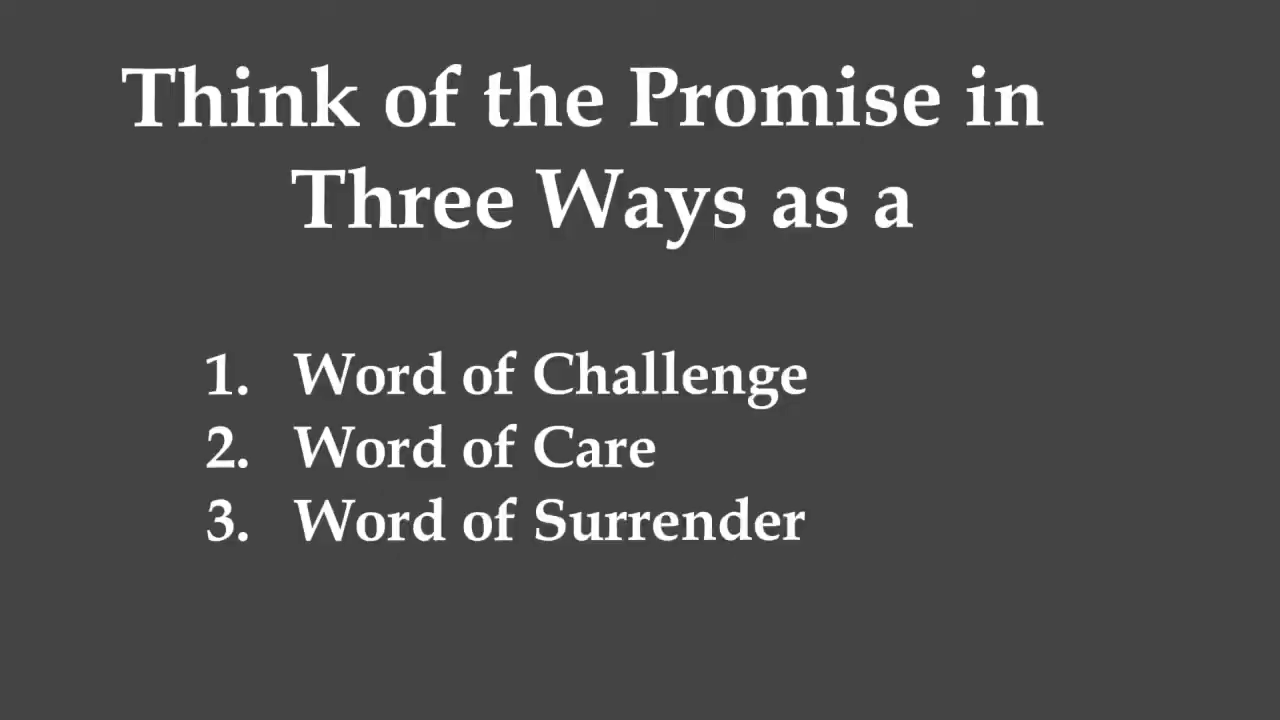 Think of the Promise in
Three Ways as a
1. Word of Challenge
2. Word of Care
3. Word of Surrender